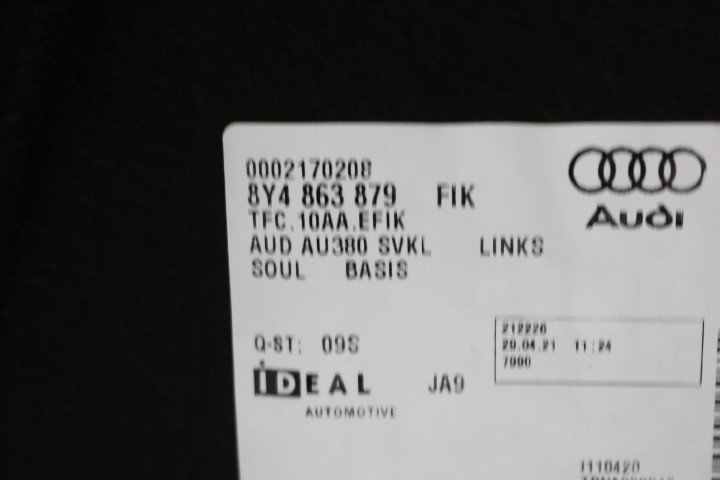 0002170208
8Y4 863 879 FIK
TFC.10AA.EFIK
AUD AU380 SVKL LINKS
SOUL BASIS
Audi
Q-ST: 09S
IDEAL JA9
AUTOMOTIVE
212226
29.04.21 11:24
7990
I110420